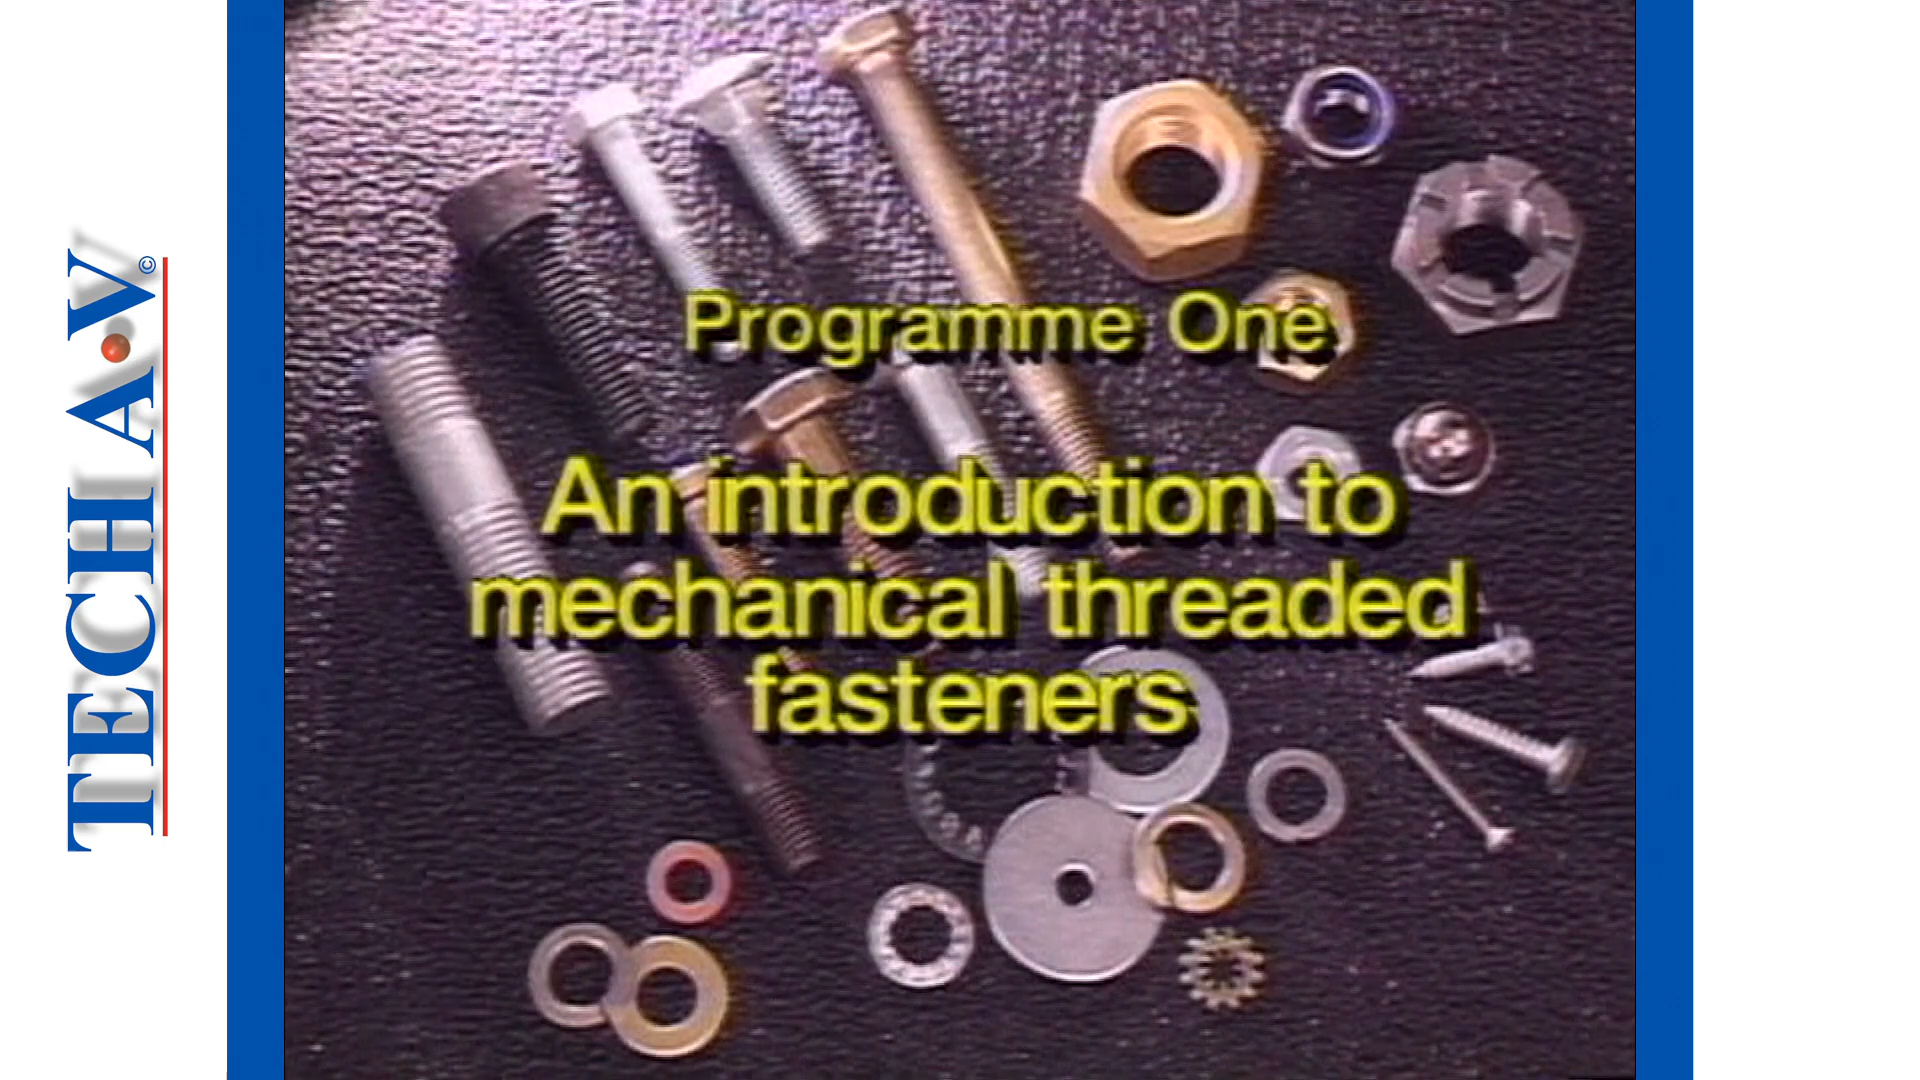 TECH A.V ©
Programme One
An introduction to
mechanical threaded
fasteners